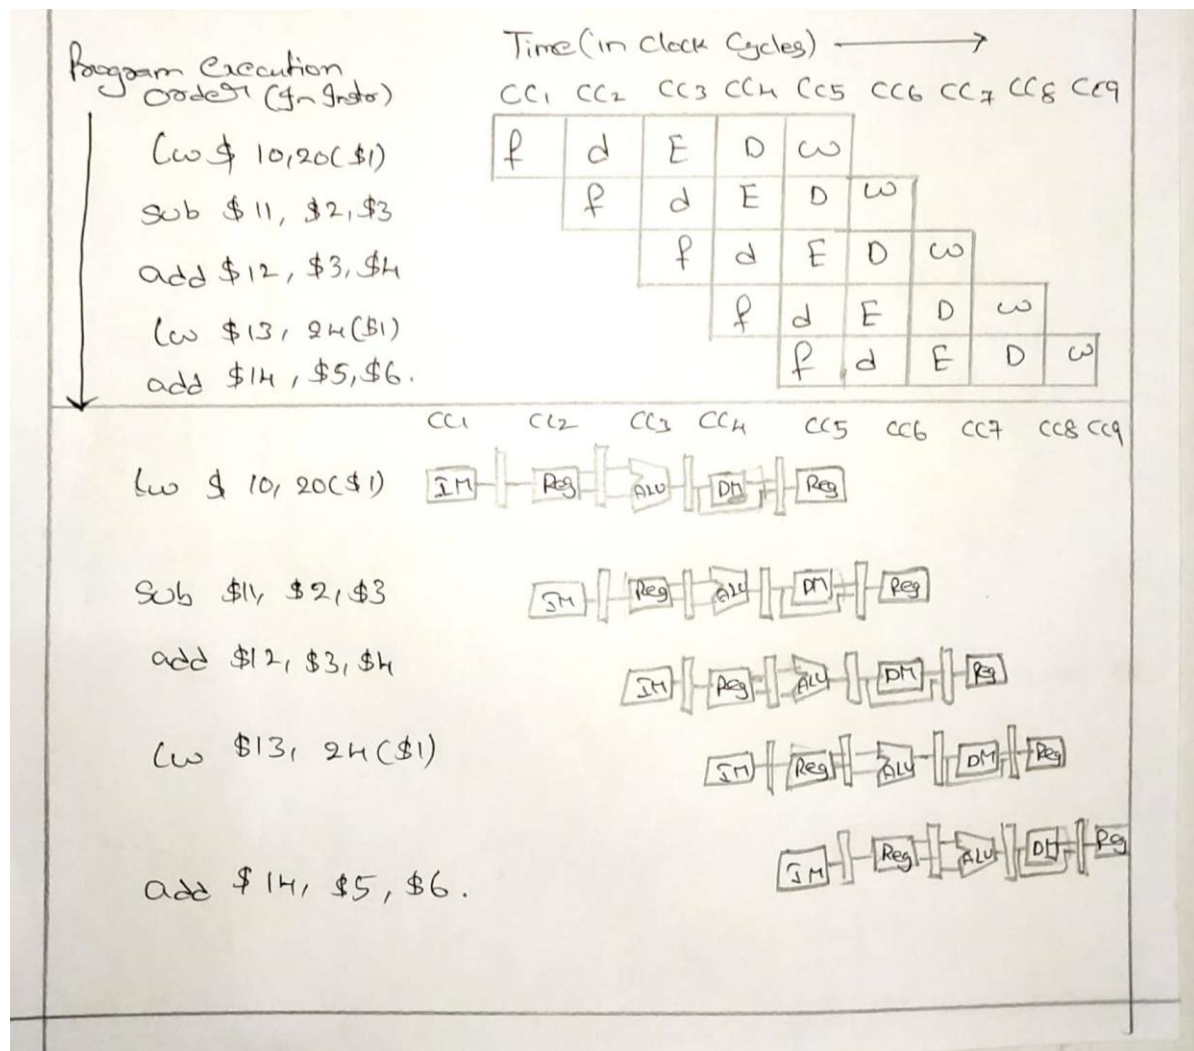 Time (in Clock Cycles)
Program Execution
order (In Instr)
CC1 CC2 CC3 CC4 CC5 CC6 CC7 CC8 CC9
lw $ 10,20($1) f d E D w
sub $11, $2,$3 f d E D w
add $12, $3, $4 f d E D w
lw $13, 24($1) f d E D w
add $14, $5,$6. f d E D w
CC1 CC2 CC3 CC4 CC5 CC6 CC7 CC8 CC9
lw $ 10, 20($1) IM Reg ALU DM Reg
Sub $11, $2,$3 IM Reg ALU DM Reg
add $12, $3,$4 IM Reg ALU DM Reg
lw $13, 24($1) IM Reg ALU DM Reg
add $14, $5, $6. IM Reg ALU DM Reg